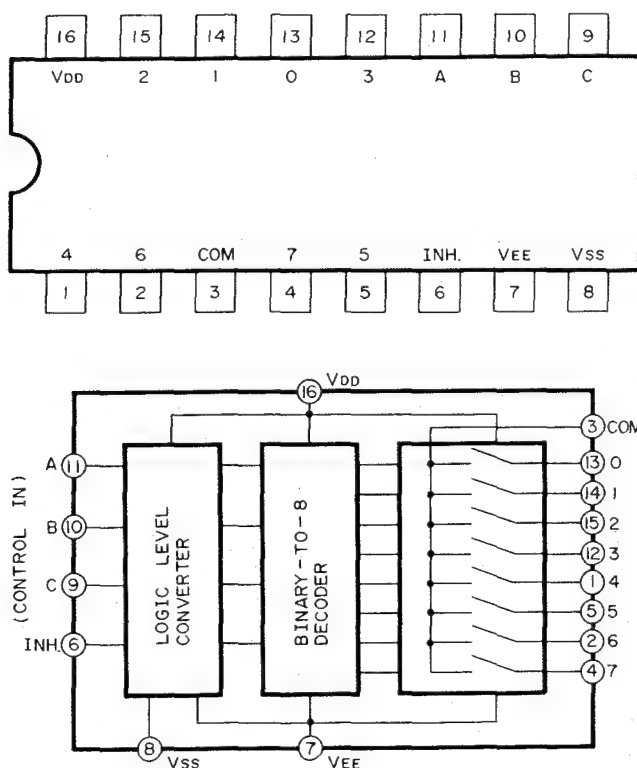 16 15 14 13 12 11 10 9
VDD 2 1 0 3 A B C
4 6 COM 7 5 INH. VEE VSS
1 2 3 4 5 6 7 8
16 VDD
3 COM
A 11
13 0
14 1
B 10
15 2
12 3
C 9
1 4
5 5
INH. 6
2 6
4 7
(CONTROL IN)
LOGIC LEVEL
CONVERTER
BINARY-TO-8
DECODER
8 VSS
7 VEE